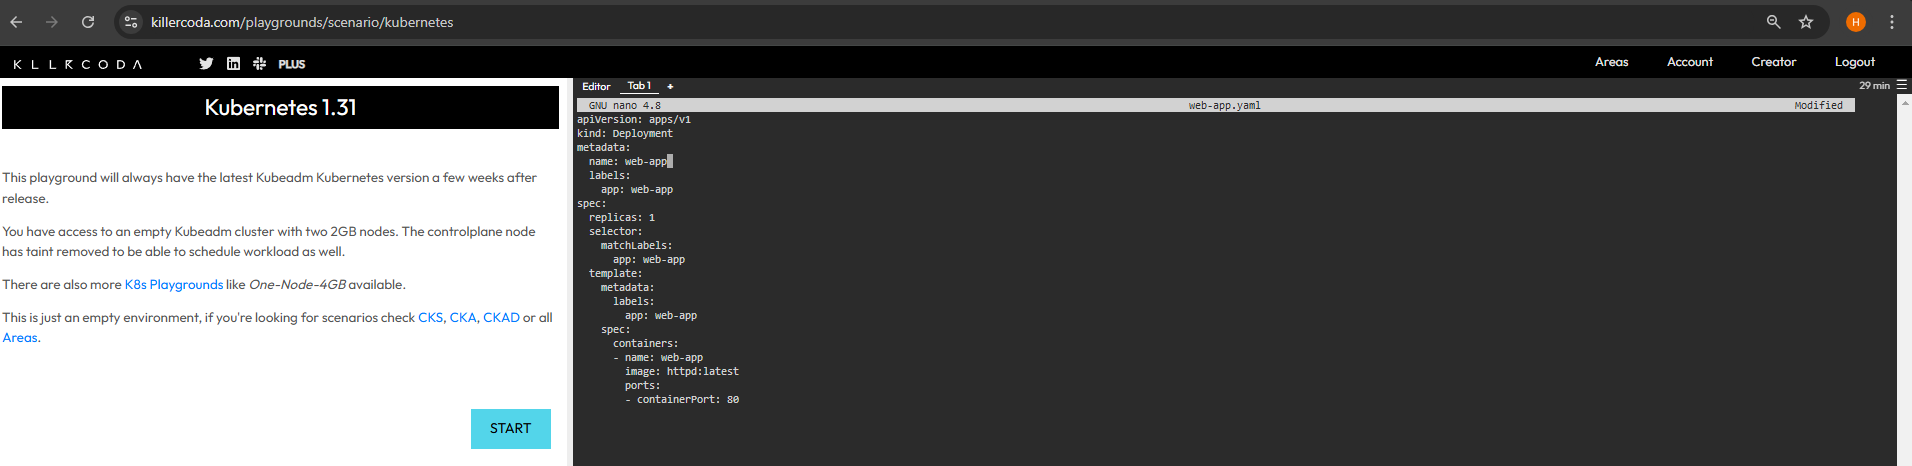 killercoda.com/playgrounds/scenario/kubernetes
H
KLLRCODA PLUS Areas Account Creator Logout
Kubernetes 1.31
This playground will always have the latest Kubeadm Kubernetes version a few weeks after
release.
You have access to an empty Kubeadm cluster with two 2GB nodes. The controlplane node
has taint removed to be able to schedule workload as well.
There are also more K8s Playgrounds like One-Node-4GB available.
This is just an empty environment, if you're looking for scenarios check CKS, CKA, CKAD or all
Areas.
START
Editor Tab 1 + 29 min
GNU nano 4.8 web-app.yaml Modified
apiVersion: apps/v1
kind: Deployment
metadata:
  name: web-app
  labels:
    app: web-app
spec:
  replicas: 1
  selector:
    matchLabels:
      app: web-app
  template:
    metadata:
      labels:
        app: web-app
    spec:
      containers:
      - name: web-app
        image: httpd:latest
        ports:
        - containerPort: 80